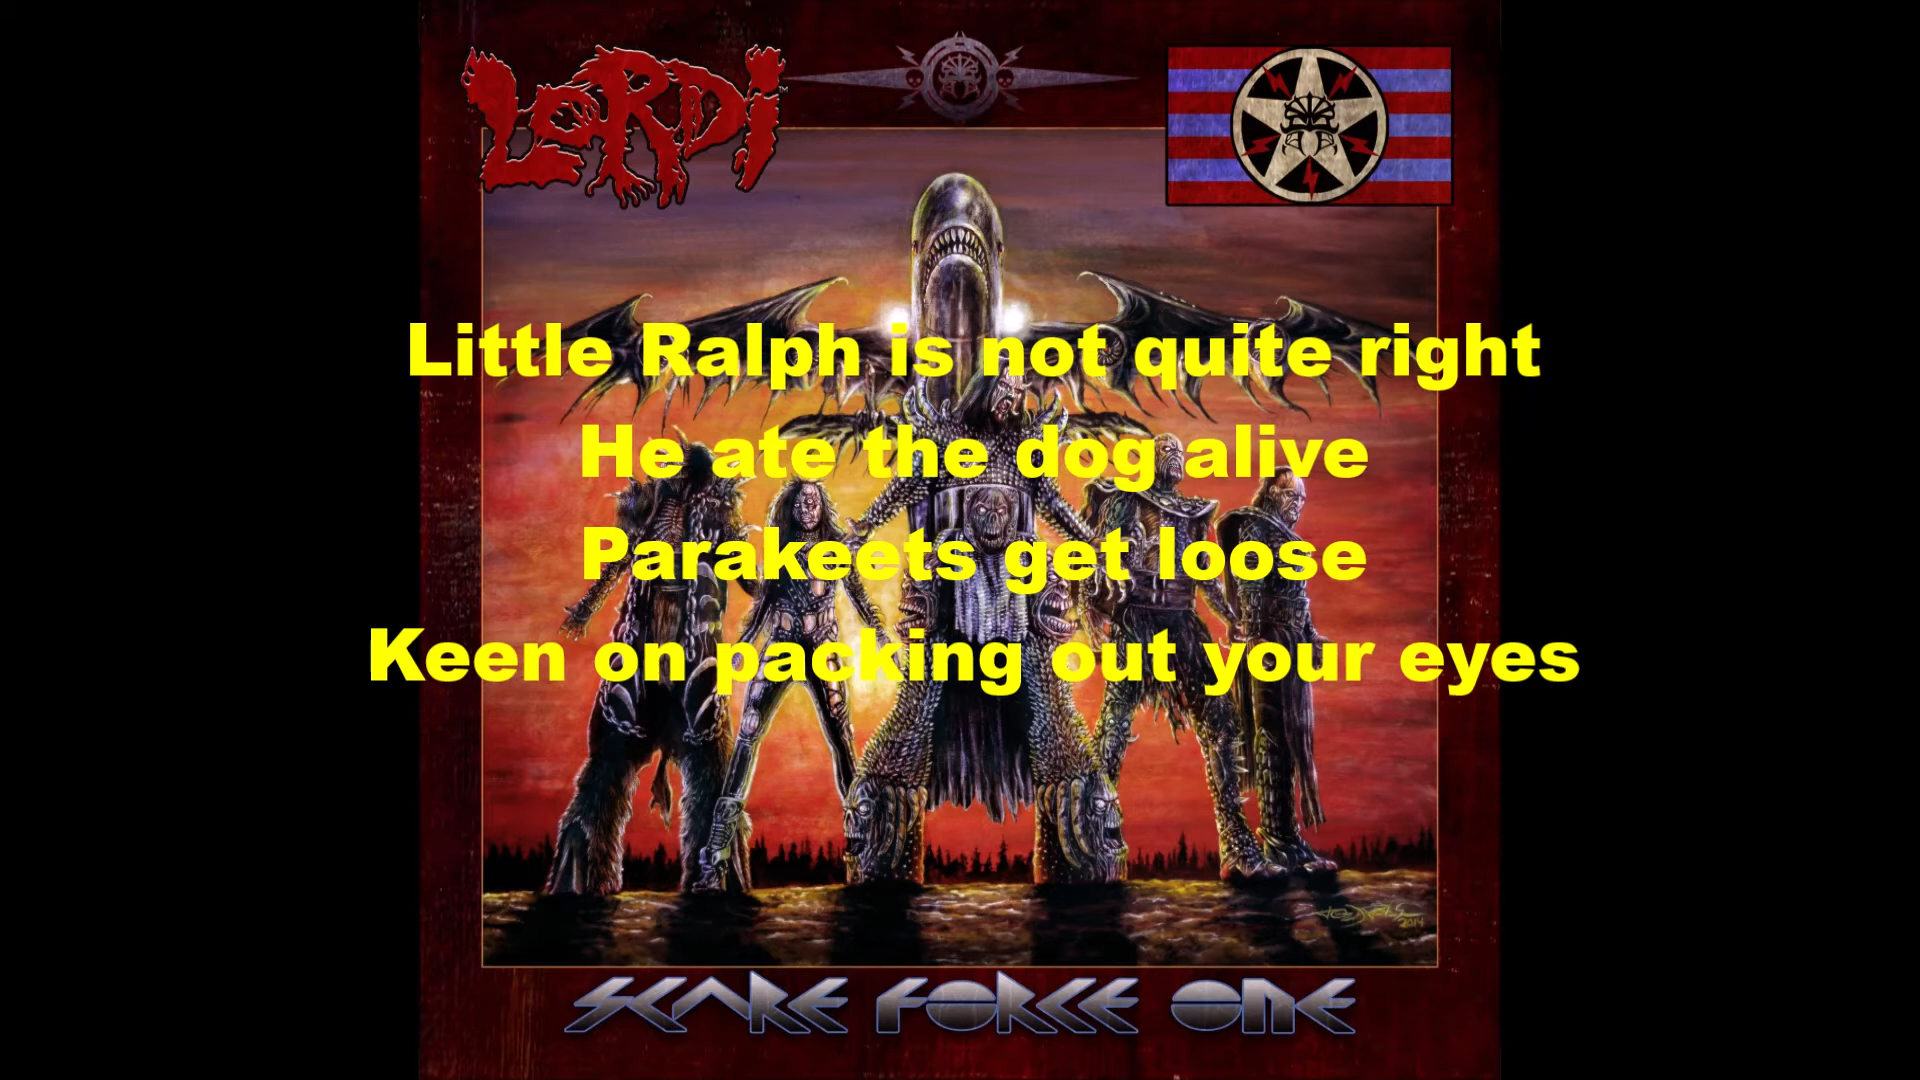 LORDI
Little Ralph is not quite right
He ate the dog alive
Parakeets get loose
Keen on packing out your eyes
2014
SCARE FORCE ONE